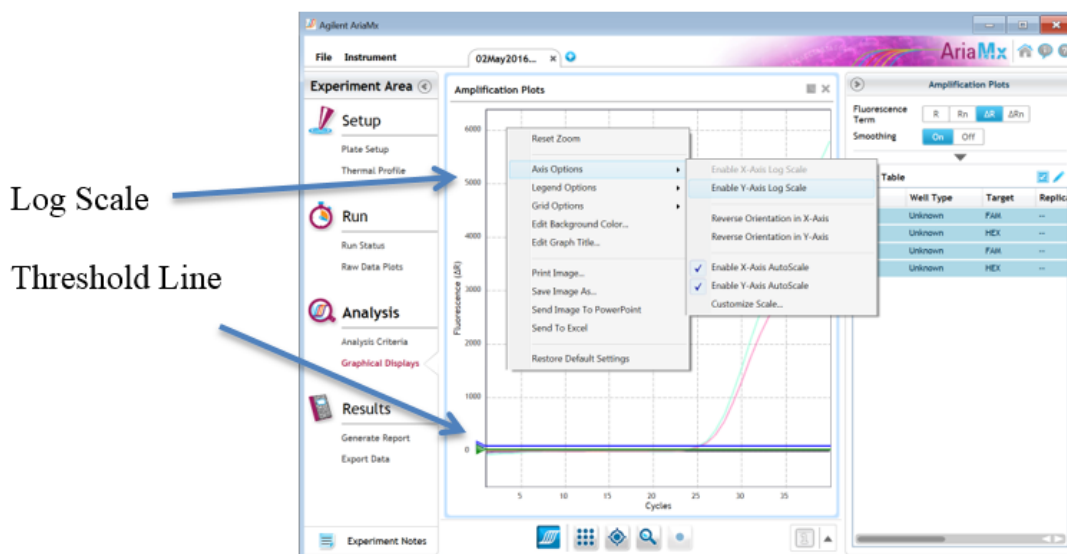 Log Scale
Threshold Line
Agilent AriaMx
File Instrument
02May2016... ×
AriaMx
Experiment Area
Setup
Plate Setup
Thermal Profile
Run
Run Status
Raw Data Plots
Analysis
Analysis Criteria
Graphical Displays
Results
Generate Report
Export Data
Experiment Notes
Amplification Plots
6000
5000
4000
3000
2000
1000
0
Fluorescence (ΔR)
5 10 15 20 25 30 35
Cycles
Reset Zoom
Axis Options
Legend Options
Grid Options
Edit Background Color...
Edit Graph Title...
Print Image...
Save Image As...
Send Image To PowerPoint
Send To Excel
Restore Default Settings
Enable X-Axis Log Scale
Enable Y-Axis Log Scale
Reverse Orientation in X-Axis
Reverse Orientation in Y-Axis
Enable X-Axis AutoScale
Enable Y-Axis AutoScale
Customize Scale...
Amplification Plots
Fluorescence Term
R Rn ΔR ΔRn
Smoothing
On Off
Table
Well Type Target Replica
Unknown FAM --
Unknown HEX --
Unknown FAM --
Unknown HEX --